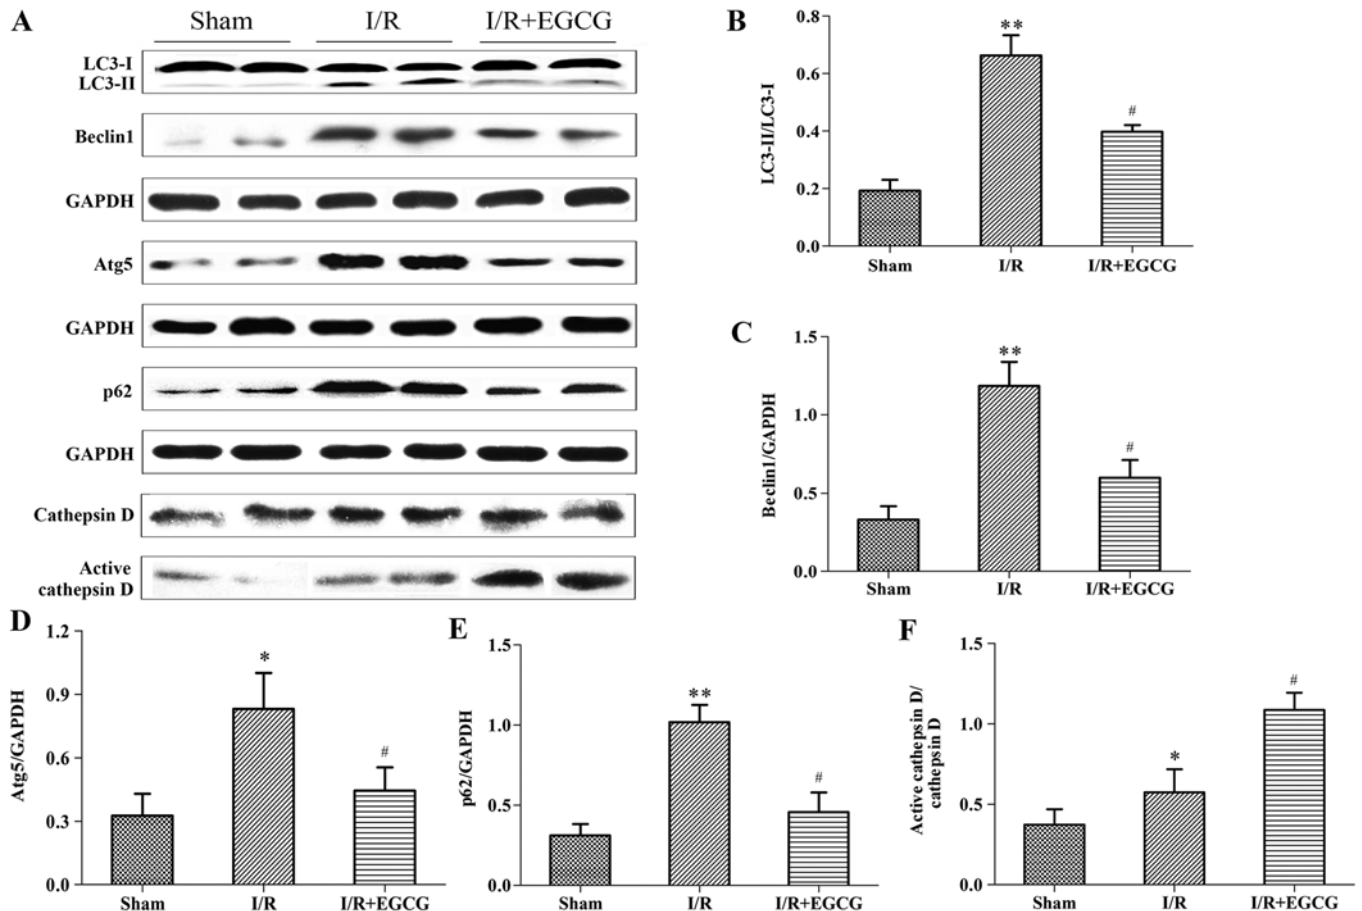 A
Sham I/R I/R+EGCG
LC3-I
LC3-II
Beclin1
GAPDH
Atg5
GAPDH
p62
GAPDH
Cathepsin D
Active
cathepsin D
B
LC3-II/LC3-I
0.8
0.6
0.4
0.2
0.0
**
#
Sham I/R I/R+EGCG
C
Beclin1/GAPDH
1.5
1.0
0.5
0.0
**
#
Sham I/R I/R+EGCG
D
Atg5/GAPDH
1.2
0.9
0.6
0.3
0.0
*
#
Sham I/R I/R+EGCG
E
p62/GAPDH
1.5
1.0
0.5
0.0
**
#
Sham I/R I/R+EGCG
F
Active cathepsin D/
cathepsin D
1.5
1.0
0.5
0.0
*
#
Sham I/R I/R+EGCG